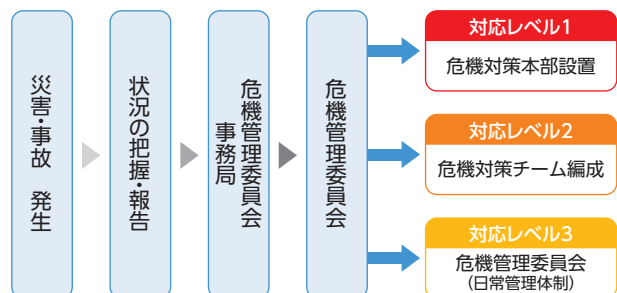 災害・事故 発生
状況の把握・報告
危機管理委員会
事務局
危機管理委員会
対応レベル1
危機対策本部設置
対応レベル2
危機対策チーム編成
対応レベル3
危機管理委員会
(日常管理体制)